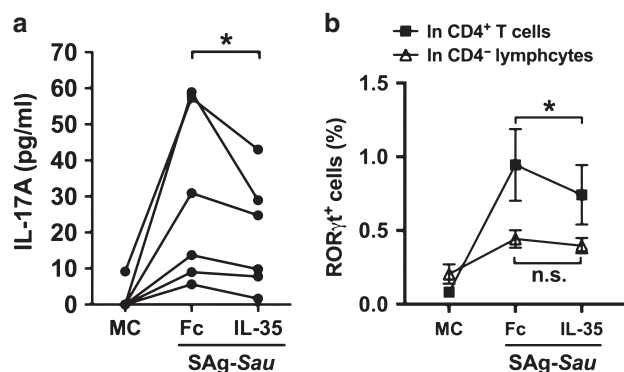 a
*
70
60
50
40
30
20
10
0
IL-17A (pg/ml)
MC Fc IL-35
SAg-Sau
b
In CD4+ T cells
In CD4− lymphcytes
1.5
1.0
0.5
0.0
RORγt+ cells (%)
*
n.s.
MC Fc IL-35
SAg-Sau